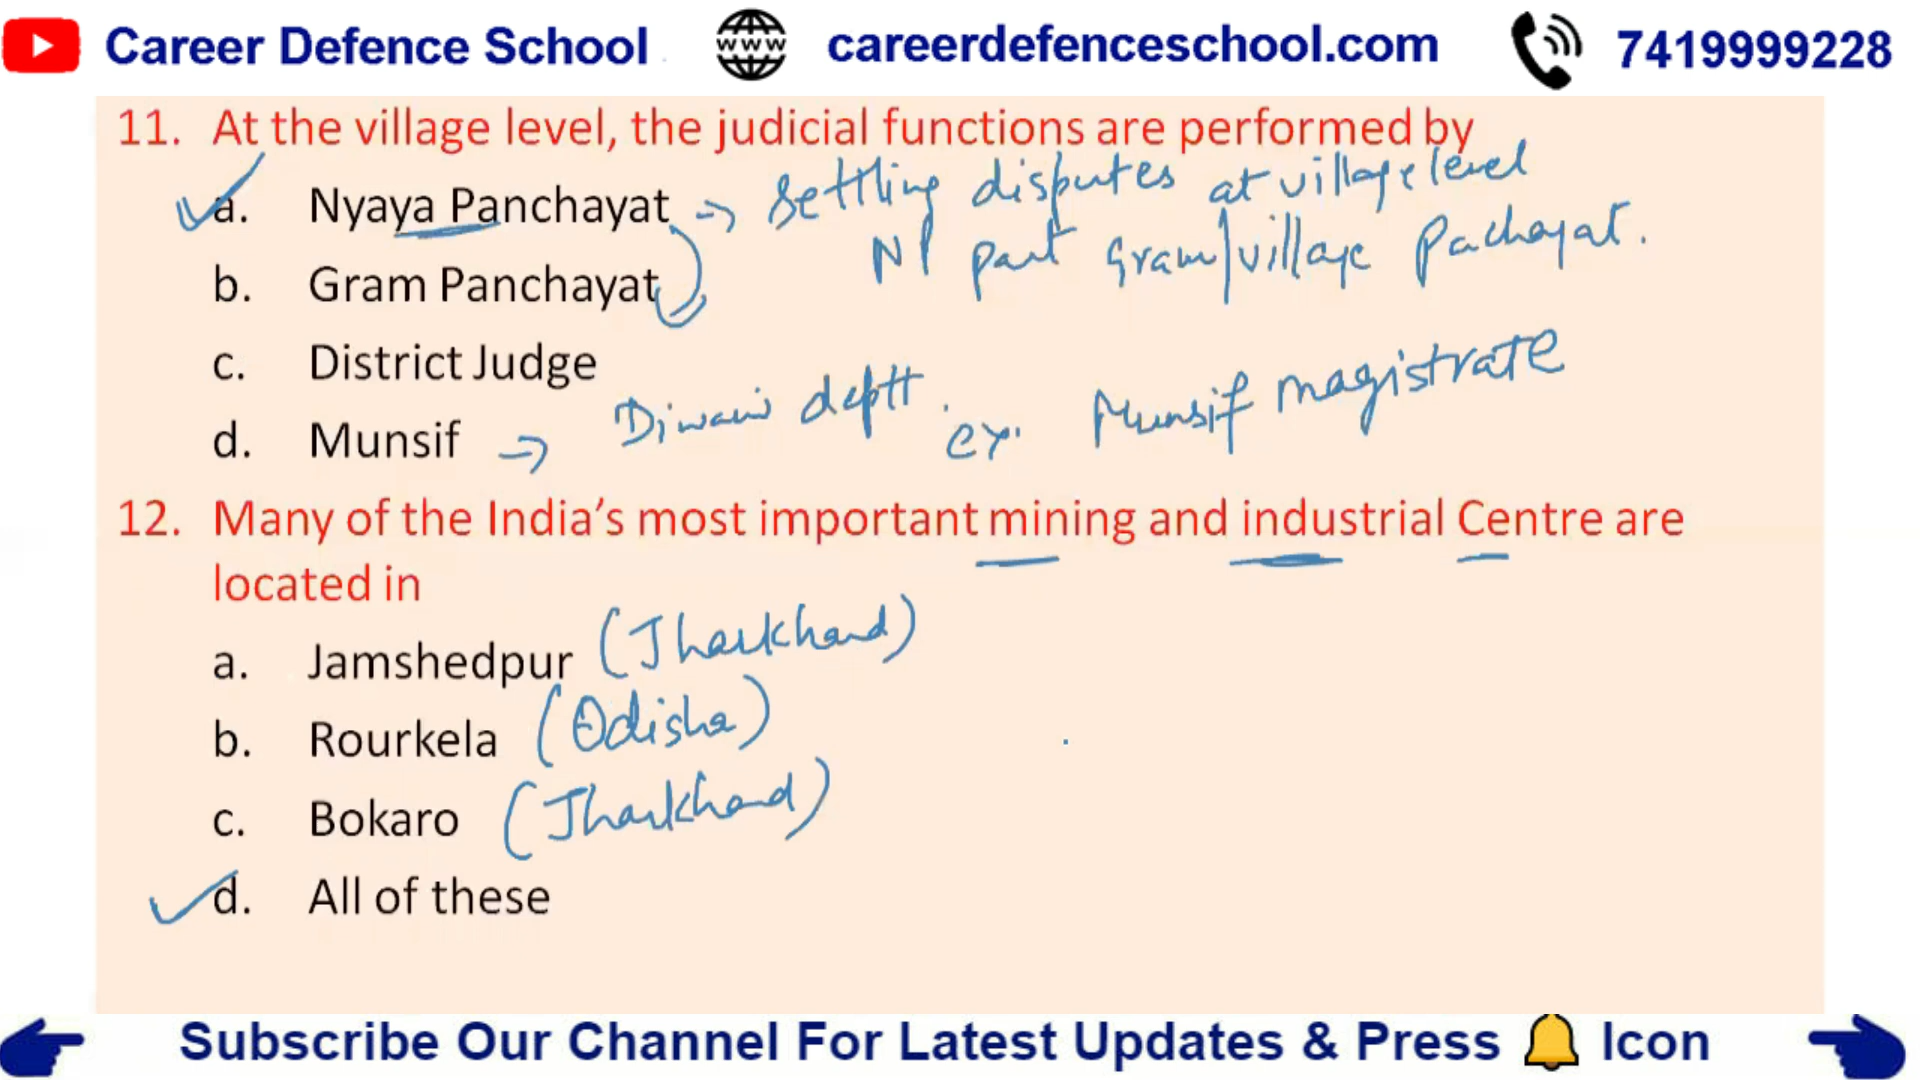 Career Defence School www careerdefenceschool.com 7419999228
11. At the village level, the judicial functions are performed by
a. Nyaya Panchayat → Settling disputes at village level
NP part Gram/village Pachayat.
b. Gram Panchayat
c. District Judge
d. Munsif → Diwani deptt. ex. Munsif magistrate
12. Many of the India's most important mining and industrial Centre are
located in
a. Jamshedpur (Jharkhand)
b. Rourkela (Odisha)
c. Bokaro (Jharkhand)
d. All of these
Subscribe Our Channel For Latest Updates & Press Icon